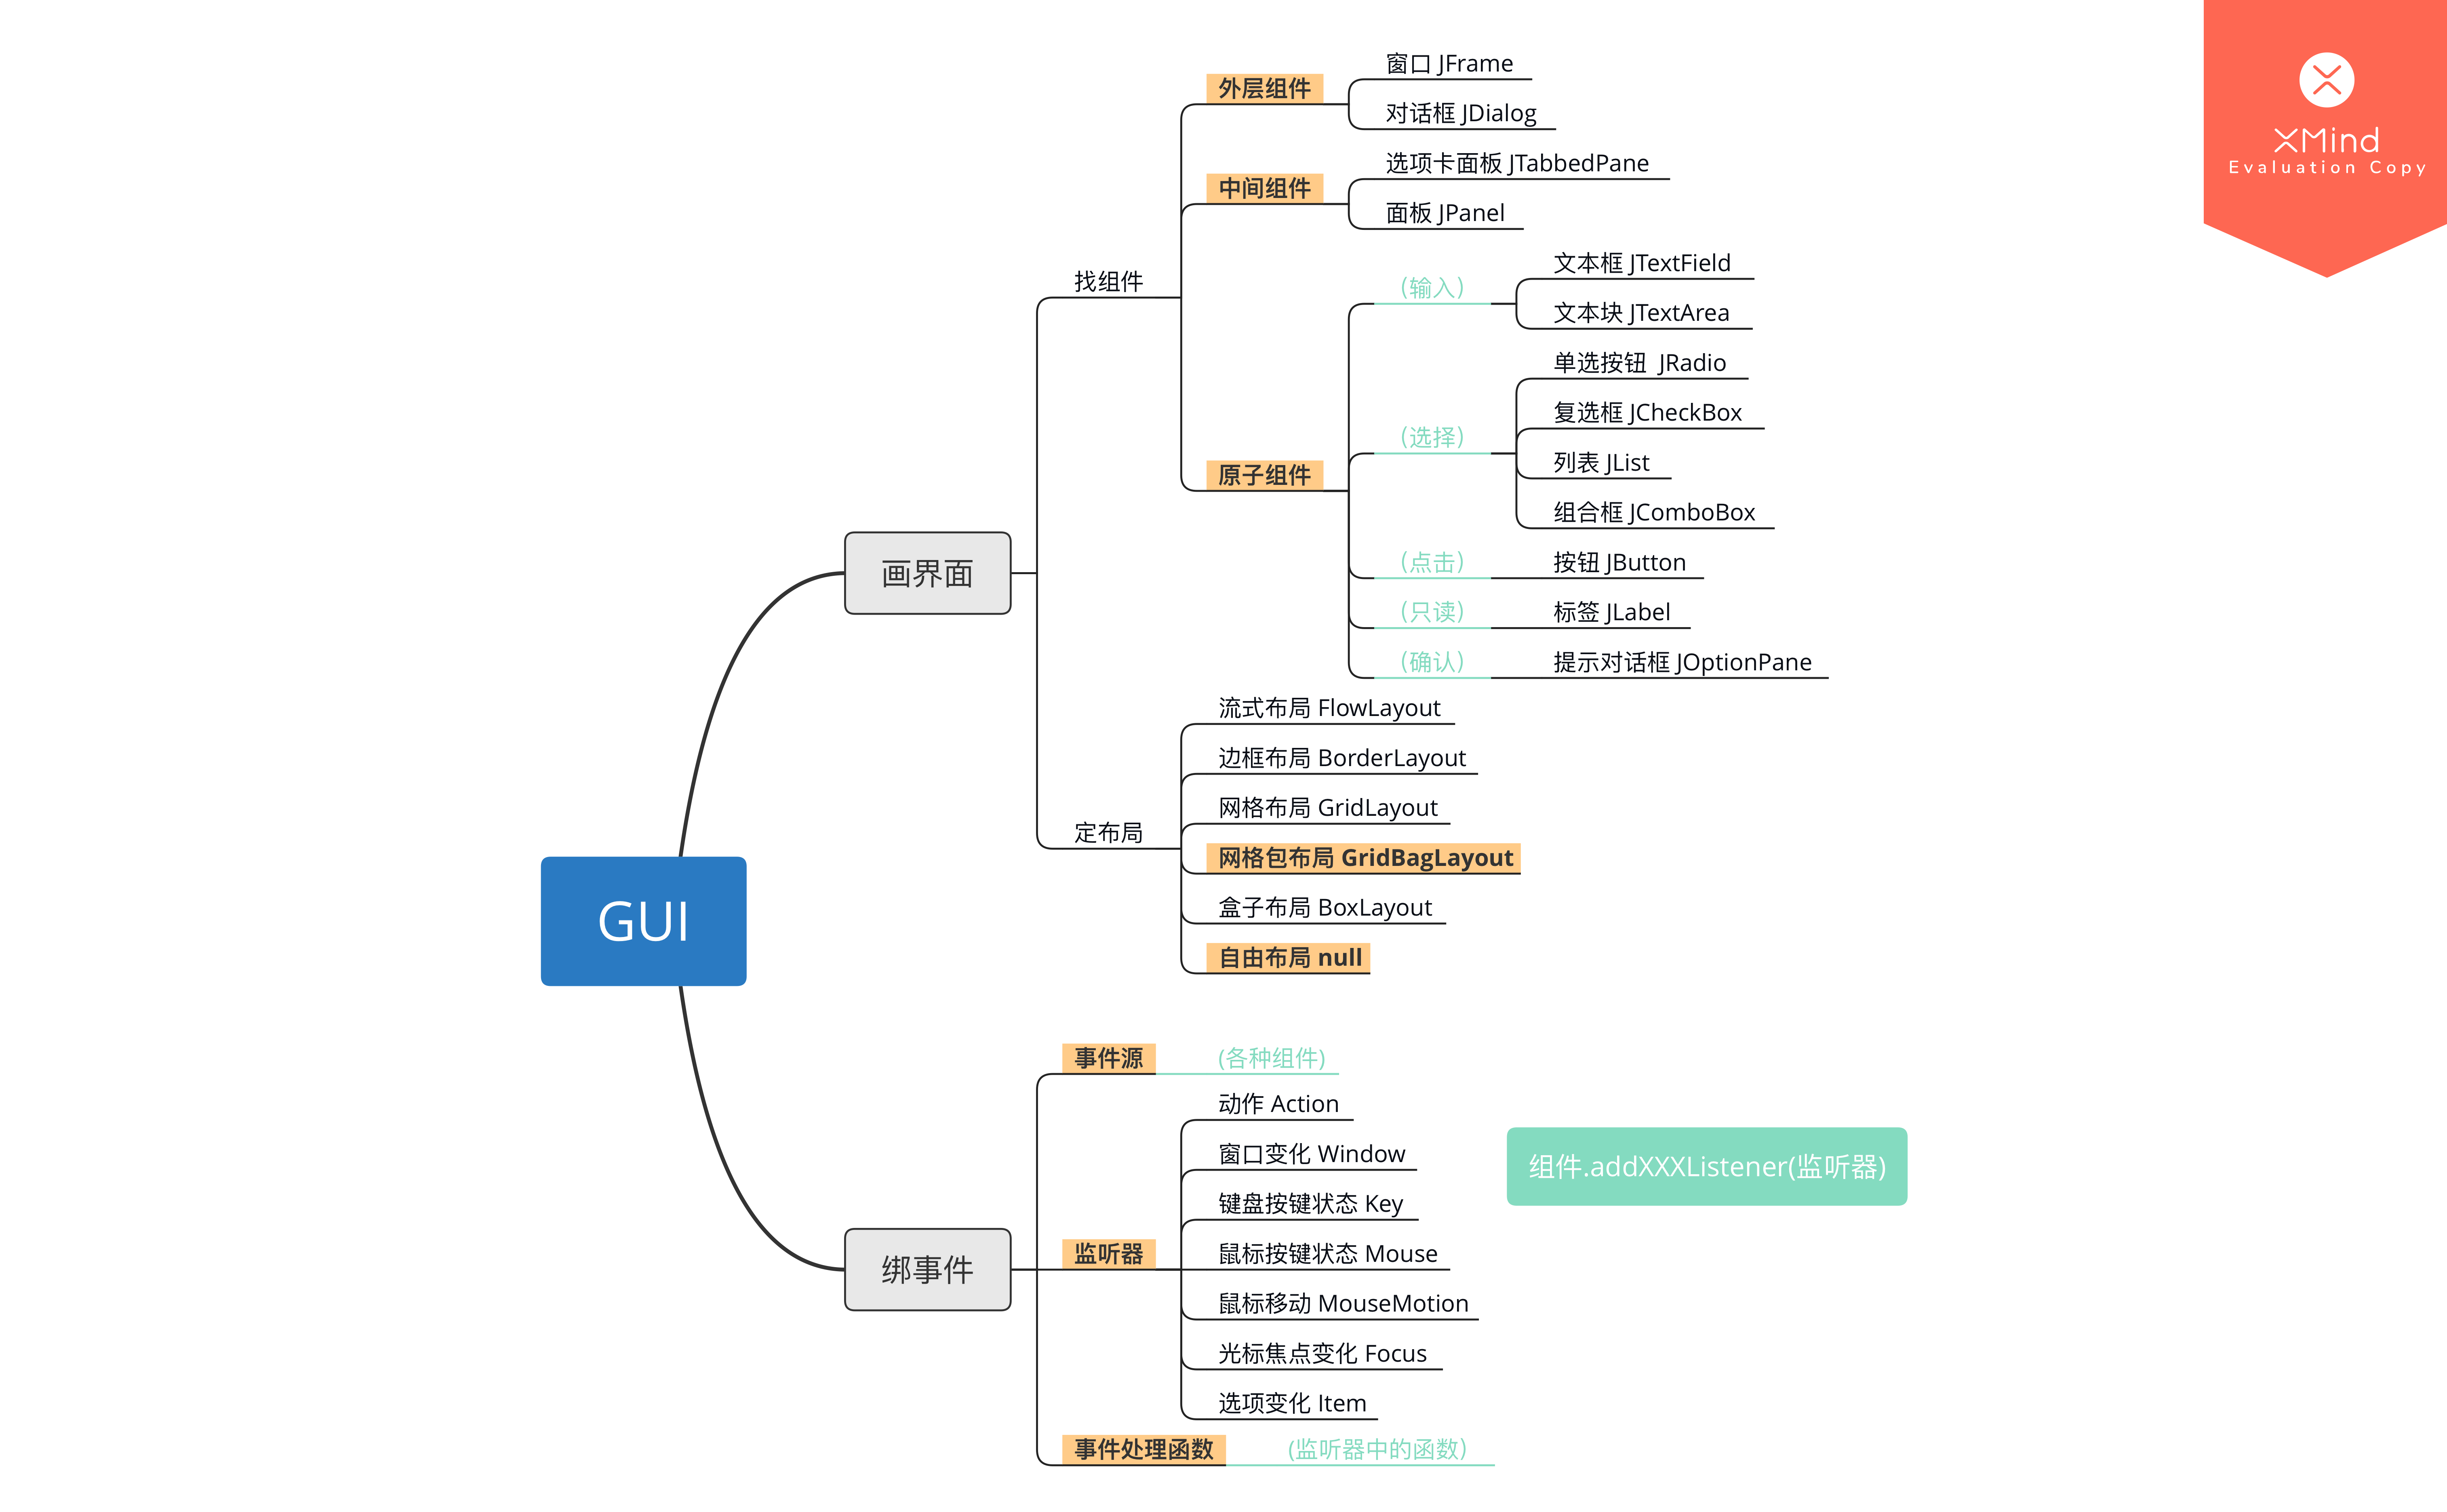 XMind
Evaluation Copy
GUI
画界面
找组件
外层组件
窗口 JFrame
对话框 JDialog
中间组件
选项卡面板 JTabbedPane
面板 JPanel
原子组件
(输入)
文本框 JTextField
文本块 JTextArea
(选择)
单选按钮  JRadio
复选框 JCheckBox
列表 JList
组合框 JComboBox
(点击)
按钮 JButton
(只读)
标签 JLabel
(确认)
提示对话框 JOptionPane
定布局
流式布局 FlowLayout
边框布局 BorderLayout
网格布局 GridLayout
网格包布局 GridBagLayout
盒子布局 BoxLayout
自由布局 null
绑事件
事件源
(各种组件)
监听器
动作 Action
窗口变化 Window
键盘按键状态 Key
鼠标按键状态 Mouse
鼠标移动 MouseMotion
光标焦点变化 Focus
选项变化 Item
组件.addXXXListener(监听器)
事件处理函数
(监听器中的函数)